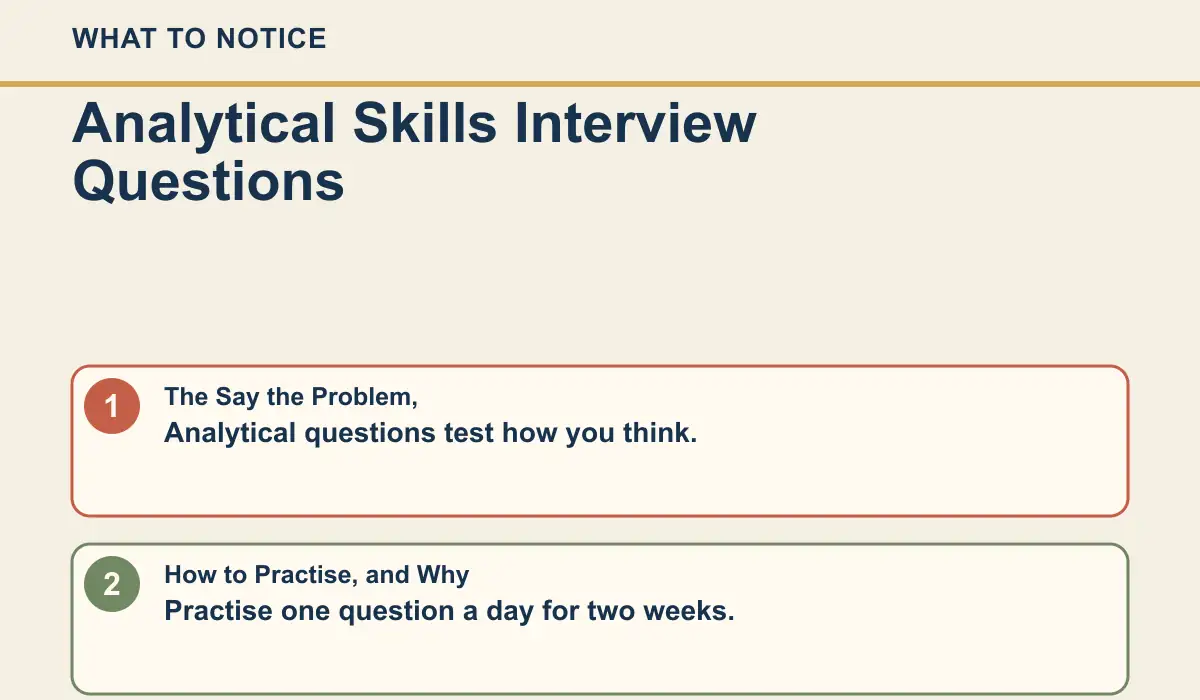 WHAT TO NOTICE
Analytical Skills Interview
Questions
1
The Say the Problem,
Analytical questions test how you think.
2
How to Practise, and Why
Practise one question a day for two weeks.